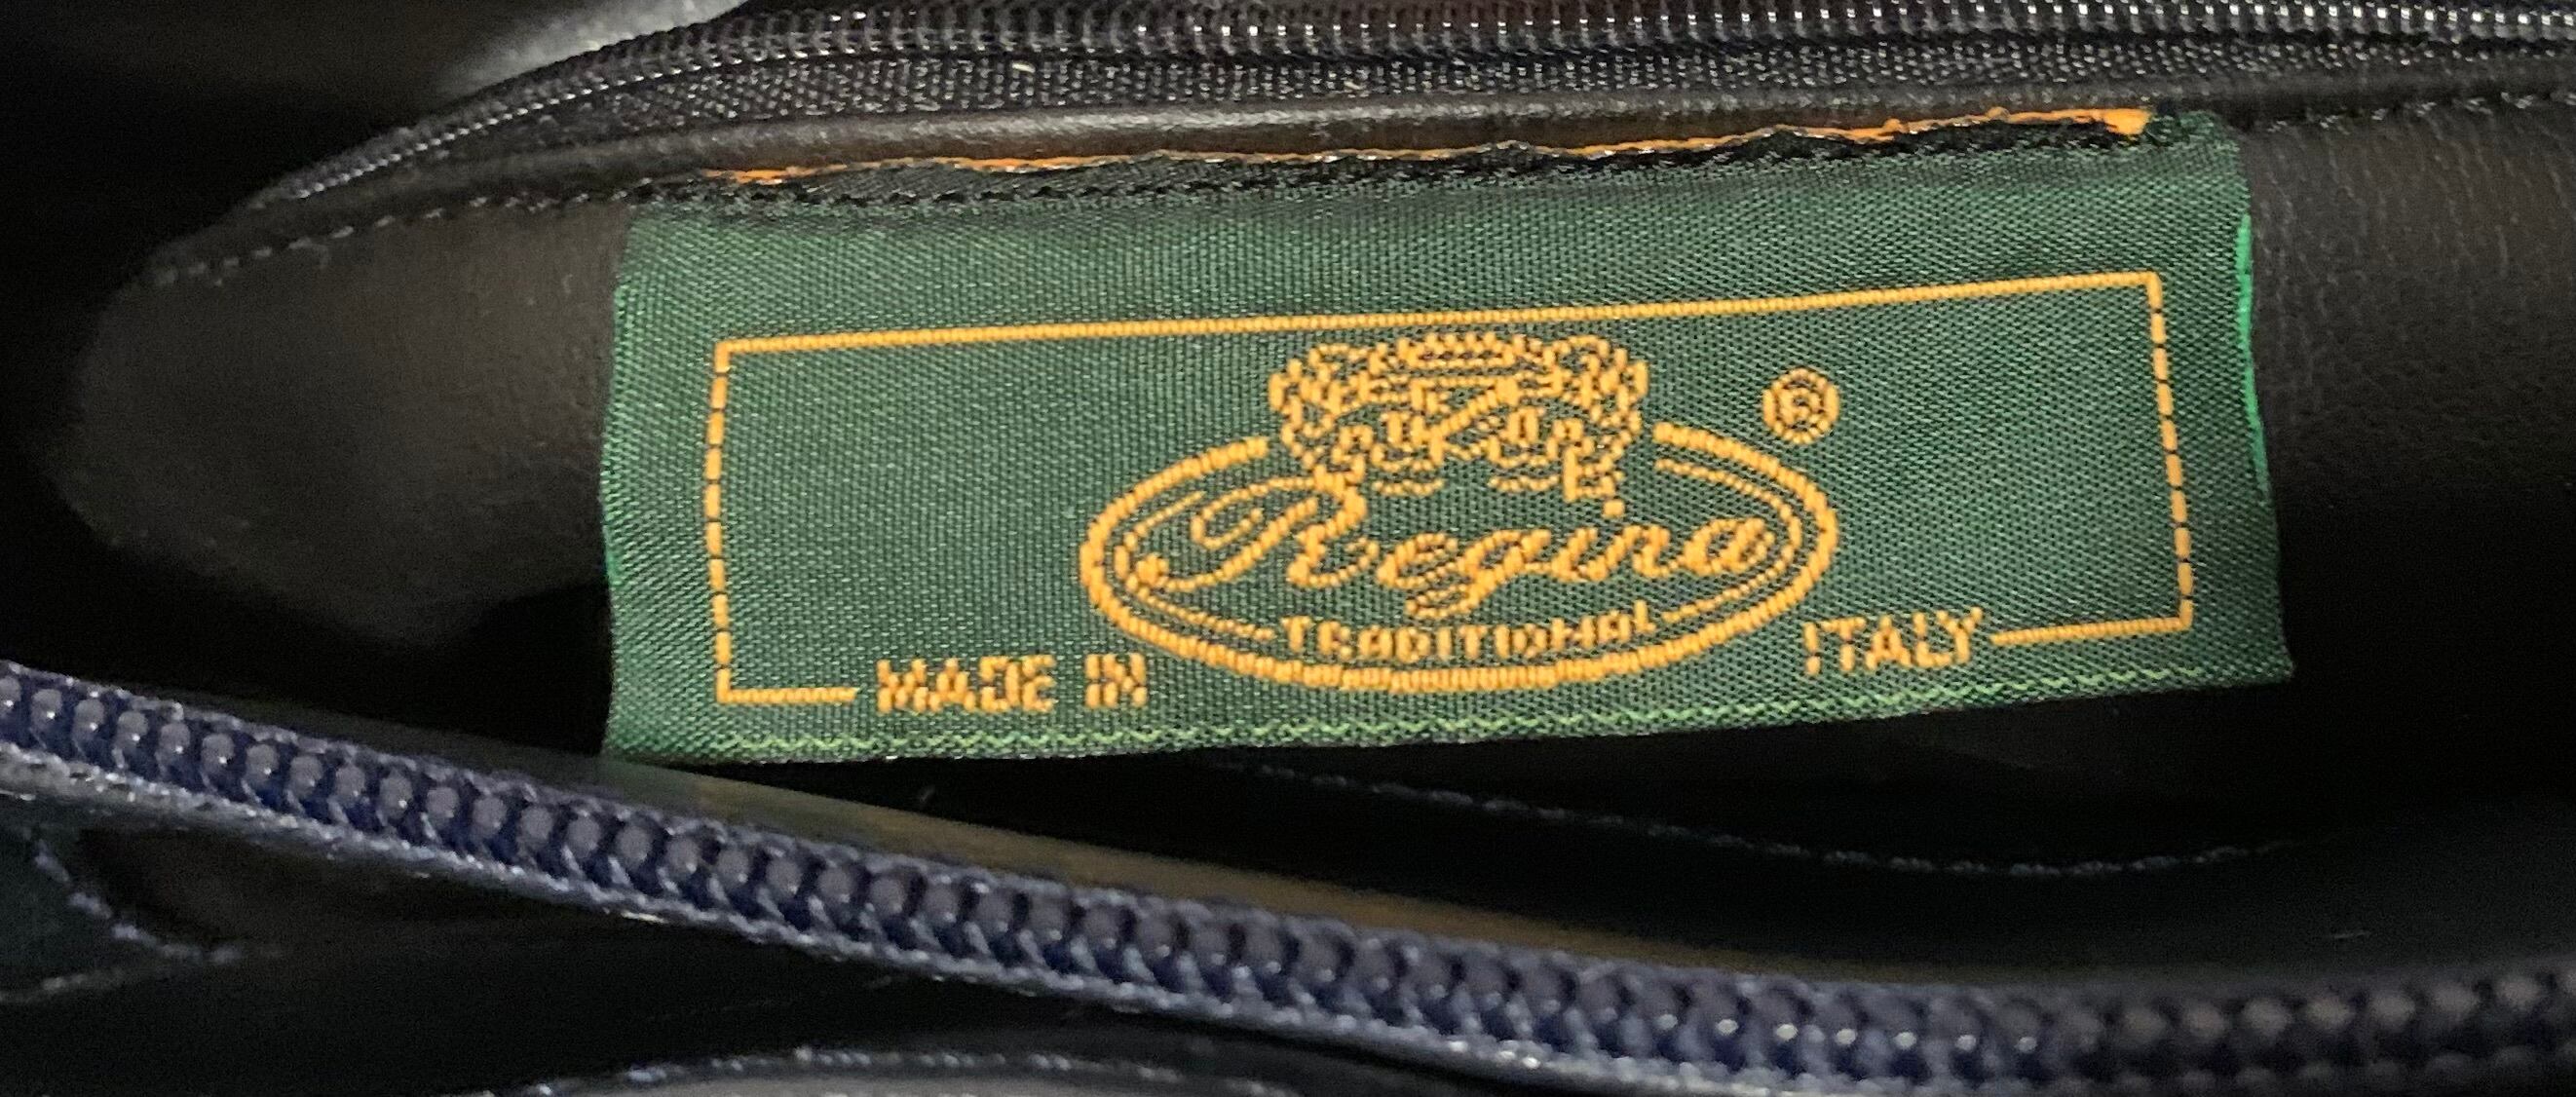 ®
Regina
TRADITIONAL
MADE IN ITALY